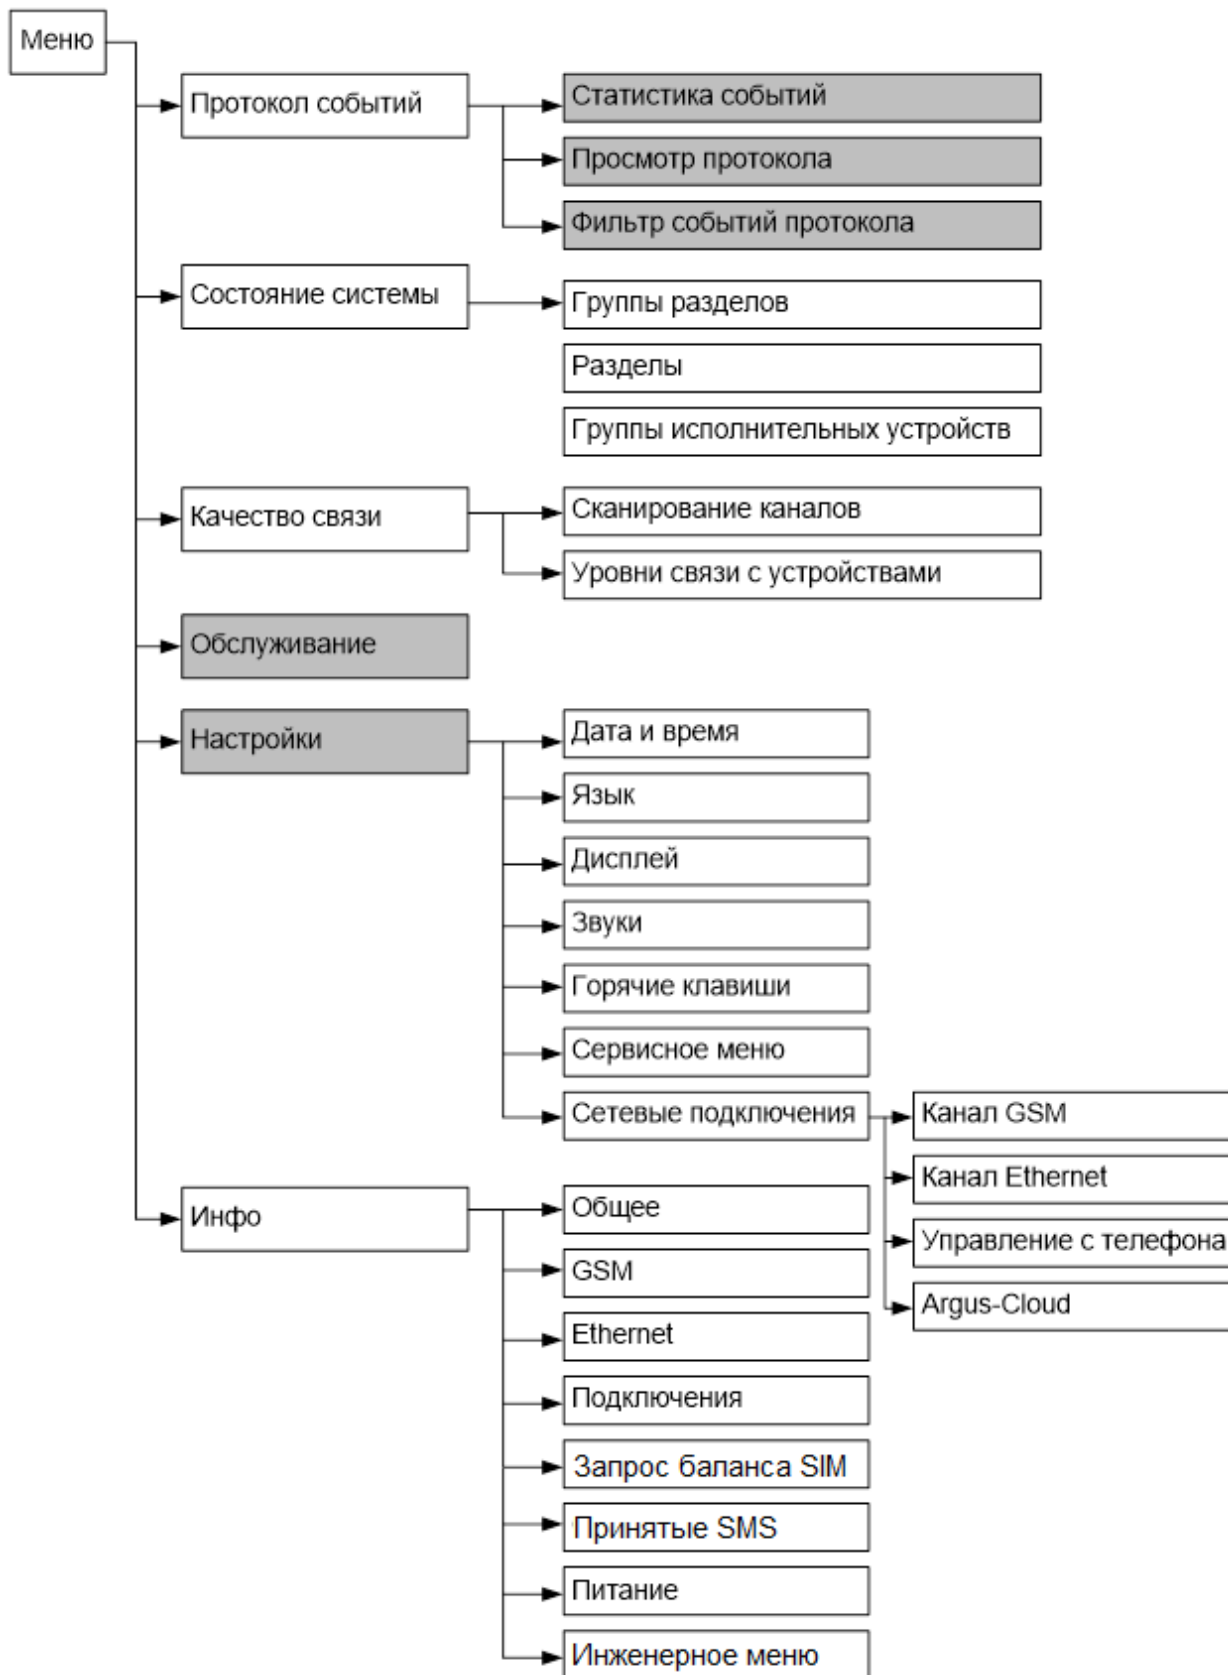 Меню
Протокол событий
Статистика событий
Просмотр протокола
Фильтр событий протокола
Состояние системы
Группы разделов
Разделы
Группы исполнительных устройств
Качество связи
Сканирование каналов
Уровни связи с устройствами
Обслуживание
Настройки
Дата и время
Язык
Дисплей
Звуки
Горячие клавиши
Сервисное меню
Сетевые подключения
Канал GSM
Канал Ethernet
Управление с телефона
Argus-Cloud
Инфо
Общее
GSM
Ethernet
Подключения
Запрос баланса SIM
Принятые SMS
Питание
Инженерное меню